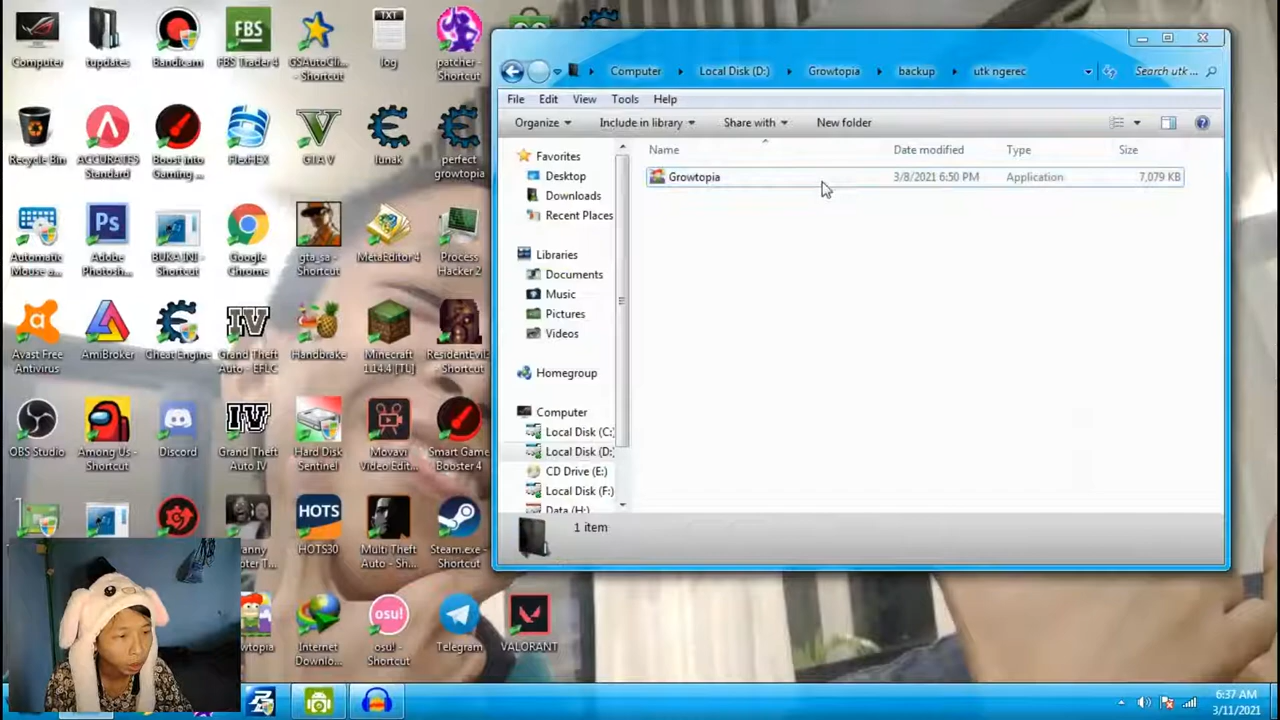 Computer
tupdates
Bandicam
FBS
FBS Trader 4
GSAutoCli... - Shortcut
TXT
log
patcher - Shortcut
Recycle Bin
ACCURATES Standard
Boost into Gaming ...
FlexHEX
GTA V
lunak
perfect growtopia
Automatic Mouse a...
Ps
Adobe Photosh...
BUKA INI - Shortcut
Google Chrome
gta_sa - Shortcut
MetaEditor 4
Process Hacker 2
Avast Free Antivirus
AmiBroker
Cheat Engine
IV
Grand Theft Auto - EFLC
Handbrake
Minecraft 1.14.4 [TL]
ResidentEvil... Shortcut
OBS Studio
Among Us - Shortcut
Discord
IV
Grand Theft Auto IV
Hard Disk Sentinel
Movavi Video Edit...
Smart Game Booster 4
HOTS
HOTS30
Multi Theft Auto - Sh...
Steam.exe - Shortcut
Internet Downlo...
osu!
osu! - Shortcut
Telegram
VALORANT
Computer
Local Disk (D:)
Growtopia
backup
utk ngerec
Search utk ...
File Edit View Tools Help
Organize Include in library Share with New folder
Name Date modified Type Size
Growtopia 3/8/2021 6:50 PM Application 7,079 KB
Favorites
Desktop
Downloads
Recent Places
Libraries
Documents
Music
Pictures
Videos
Homegroup
Computer
Local Disk (C:
Local Disk (D:
CD Drive (E:)
Local Disk (F:)
Data (H:)
1 item
6:37 AM
3/11/2021